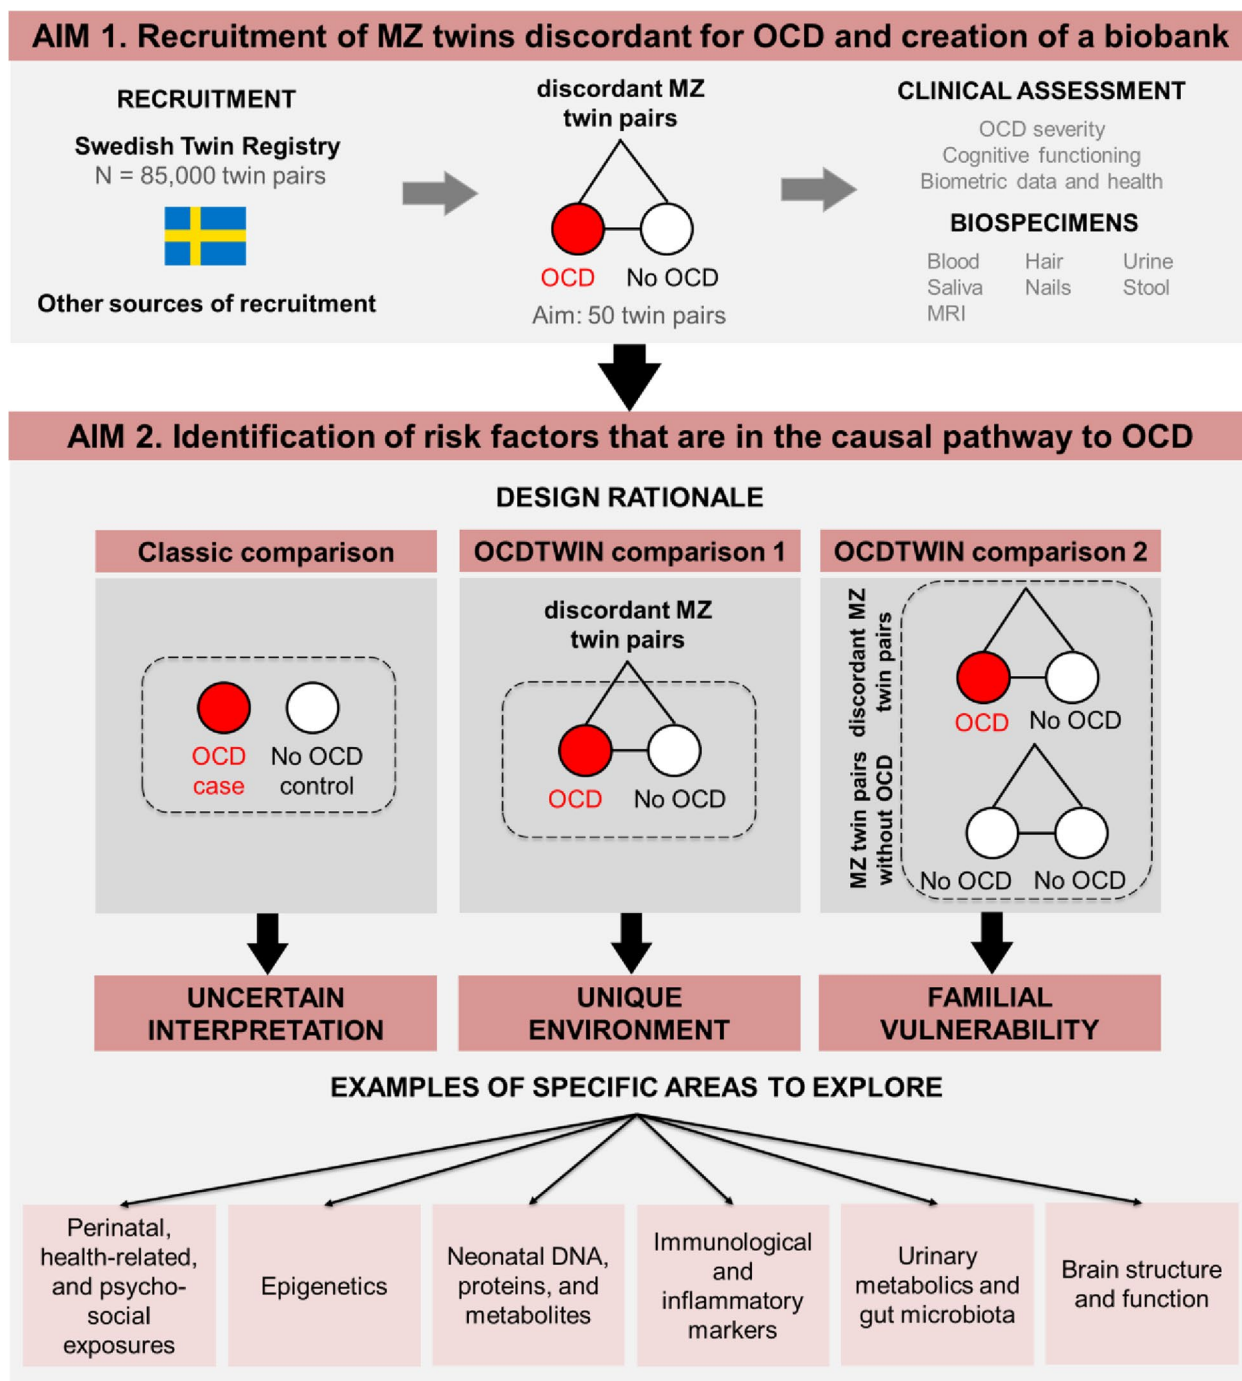 AIM 1. Recruitment of MZ twins discordant for OCD and creation of a biobank
RECRUITMENT
Swedish Twin Registry
N = 85,000 twin pairs
Other sources of recruitment
discordant MZ
twin pairs
OCD No OCD
Aim: 50 twin pairs
CLINICAL ASSESSMENT
OCD severity
Cognitive functioning
Biometric data and health
BIOSPECIMENS
Blood Hair Urine
Saliva Nails Stool
MRI
AIM 2. Identification of risk factors that are in the causal pathway to OCD
DESIGN RATIONALE
Classic comparison
OCD No OCD
case control
UNCERTAIN
INTERPRETATION
OCDTWIN comparison 1
discordant MZ
twin pairs
OCD No OCD
UNIQUE
ENVIRONMENT
OCDTWIN comparison 2
discordant MZ
twin pairs
OCD No OCD
MZ twin pairs
without OCD
No OCD No OCD
FAMILIAL
VULNERABILITY
EXAMPLES OF SPECIFIC AREAS TO EXPLORE
Perinatal,
health-related,
and psycho-
social
exposures
Epigenetics
Neonatal DNA,
proteins, and
metabolites
Immunological
and
inflammatory
markers
Urinary
metabolics and
gut microbiota
Brain structure
and function